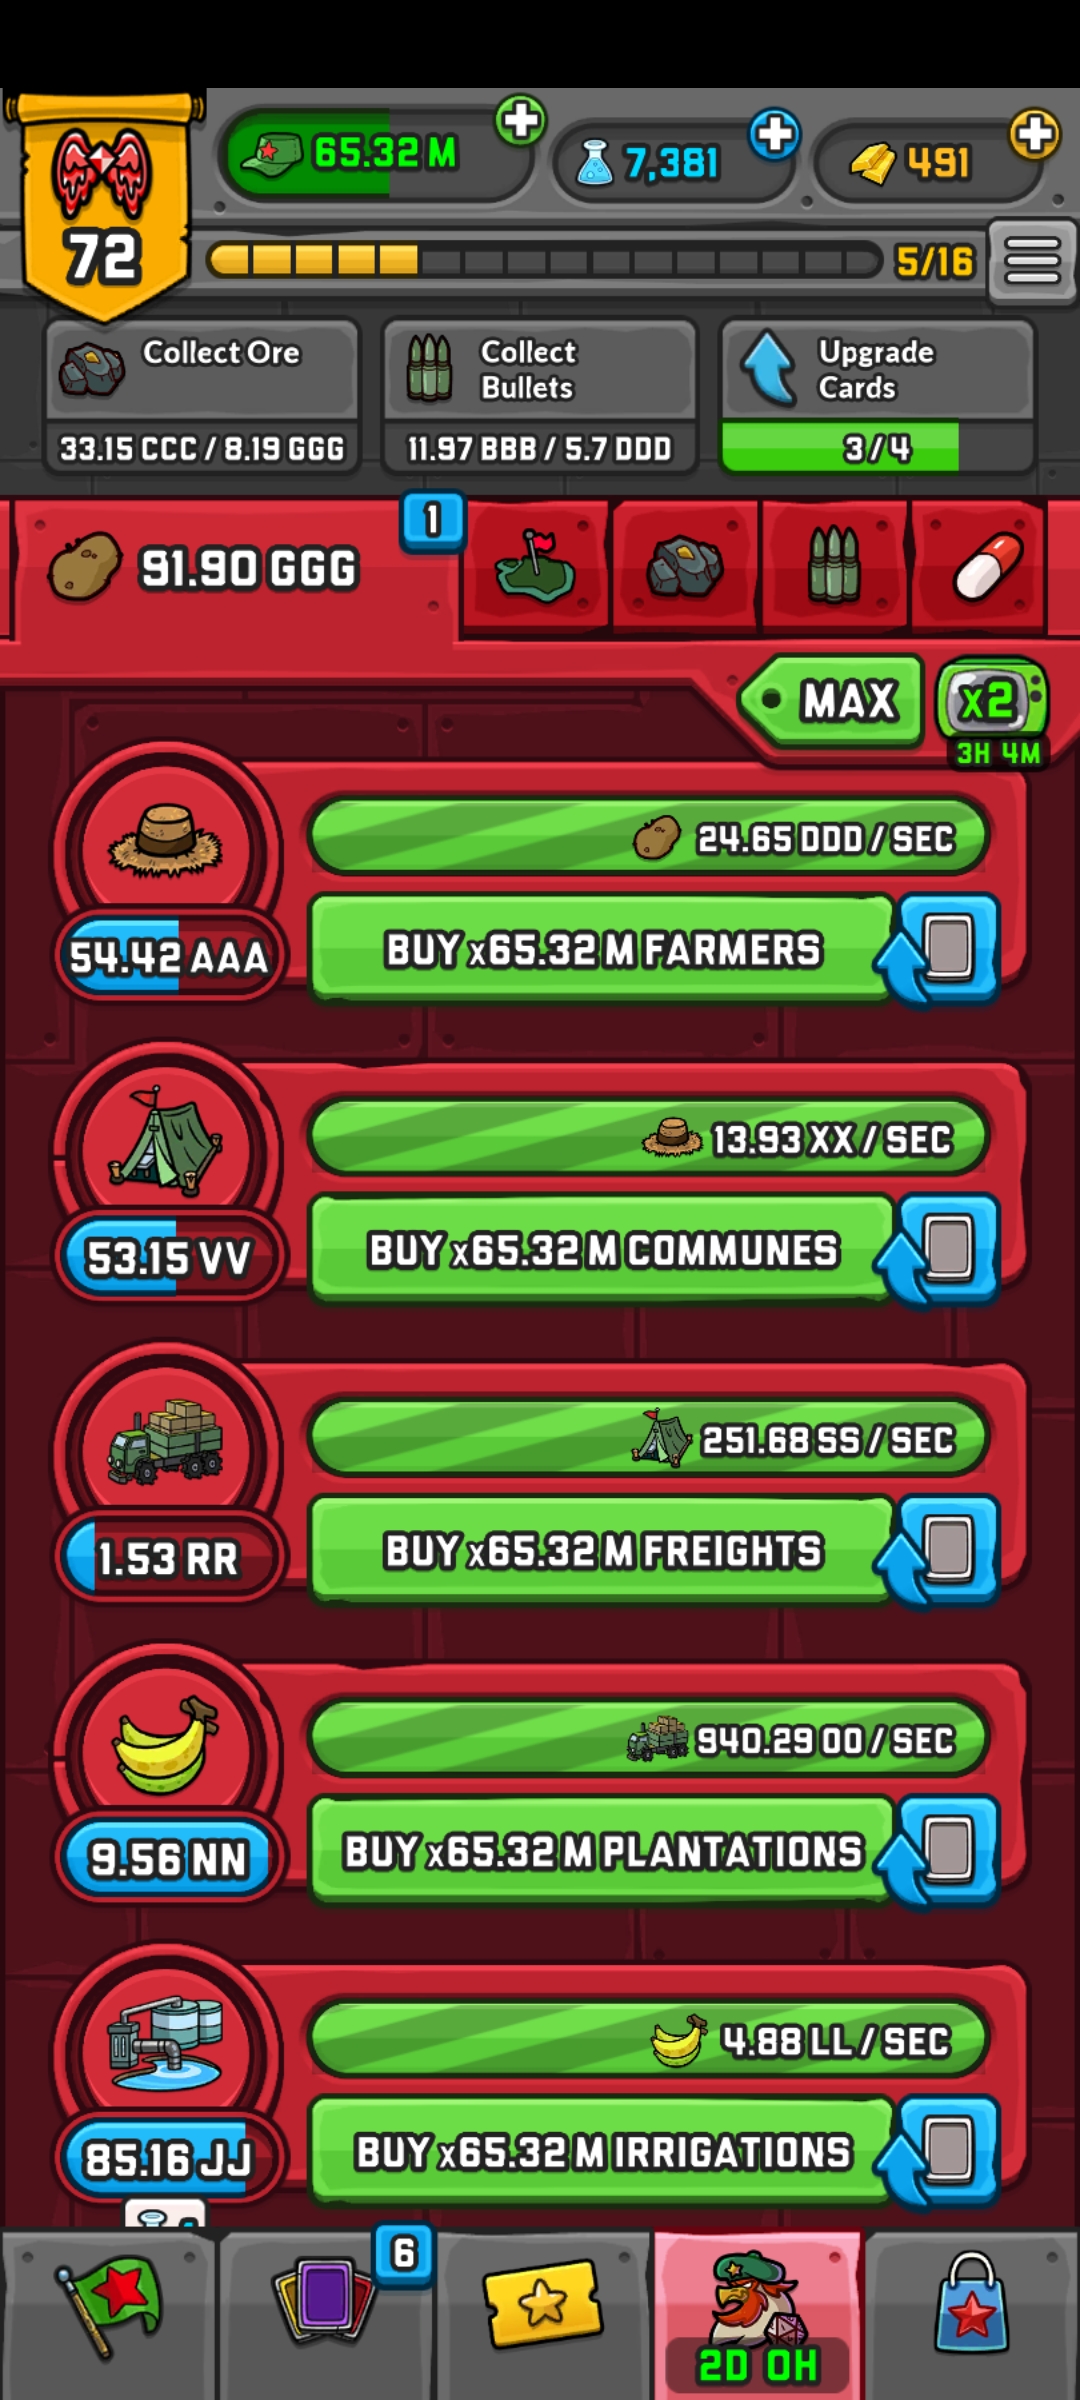 65.32 M
7,381
491
72
5/16
Collect Ore
33.15 CCC / 8.19 GGG
Collect
Bullets
11.97 BBB / 5.7 DDD
Upgrade
Cards
3/4
91.90 GGG
1
MAX
x2
3H 4M
24.65 DDD / SEC
54.42 AAA
BUY x65.32 M FARMERS
13.93 XX / SEC
53.15 VV
BUY x65.32 M COMMUNES
251.68 SS / SEC
1.53 RR
BUY x65.32 M FREIGHTS
940.29 OO / SEC
9.56 NN
BUY x65.32 M PLANTATIONS
4.88 LL / SEC
85.16 JJ
BUY x65.32 M IRRIGATIONS
6
2D 0H